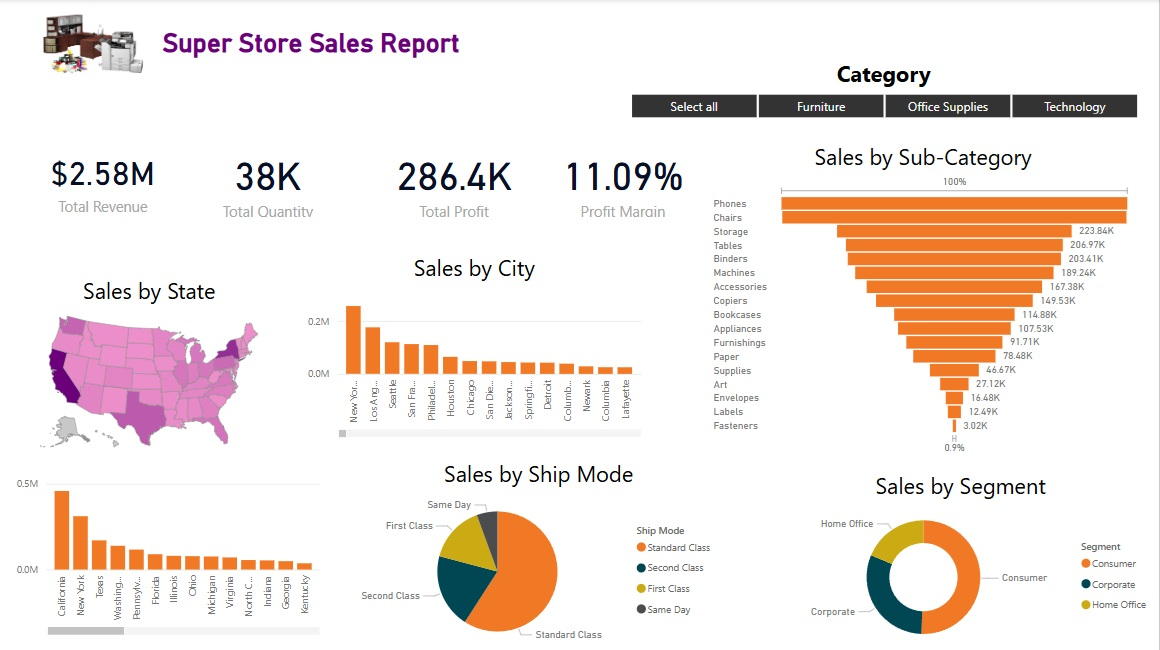 Super Store Sales Report
Category
Select all
Furniture
Office Supplies
Technology
$2.58M
Total Revenue
38K
Total Quantity
286.4K
Total Profit
11.09%
Profit Margin
Sales by Sub-Category
100%
Phones
Chairs
Storage 223.84K
Tables 206.97K
Binders 203.41K
Machines 189.24K
Accessories 167.38K
Copiers 149.53K
Bookcases 114.88K
Appliances 107.53K
Furnishings 91.71K
Paper 78.48K
Supplies 46.67K
Art 27.12K
Envelopes 16.48K
Labels 12.49K
Fasteners 3.02K
0.9%
Sales by State
Sales by City
0.2M
0.0M
New Yor...
Los Ang...
Seattle
San Fra...
Philadel...
Houston
Chicago
San Die...
Jackson...
Springfi...
Detroit
Columb...
Newark
Columbia
Lafayette
0.5M
0.0M
California
New York
Texas
Washing...
Pennsylv...
Florida
Illinois
Ohio
Michigan
Virginia
North C...
Indiana
Georgia
Kentucky
Sales by Ship Mode
Same Day
First Class
Second Class
Standard Class
Ship Mode
Standard Class
Second Class
First Class
Same Day
Sales by Segment
Home Office
Consumer
Corporate
Segment
Consumer
Corporate
Home Office